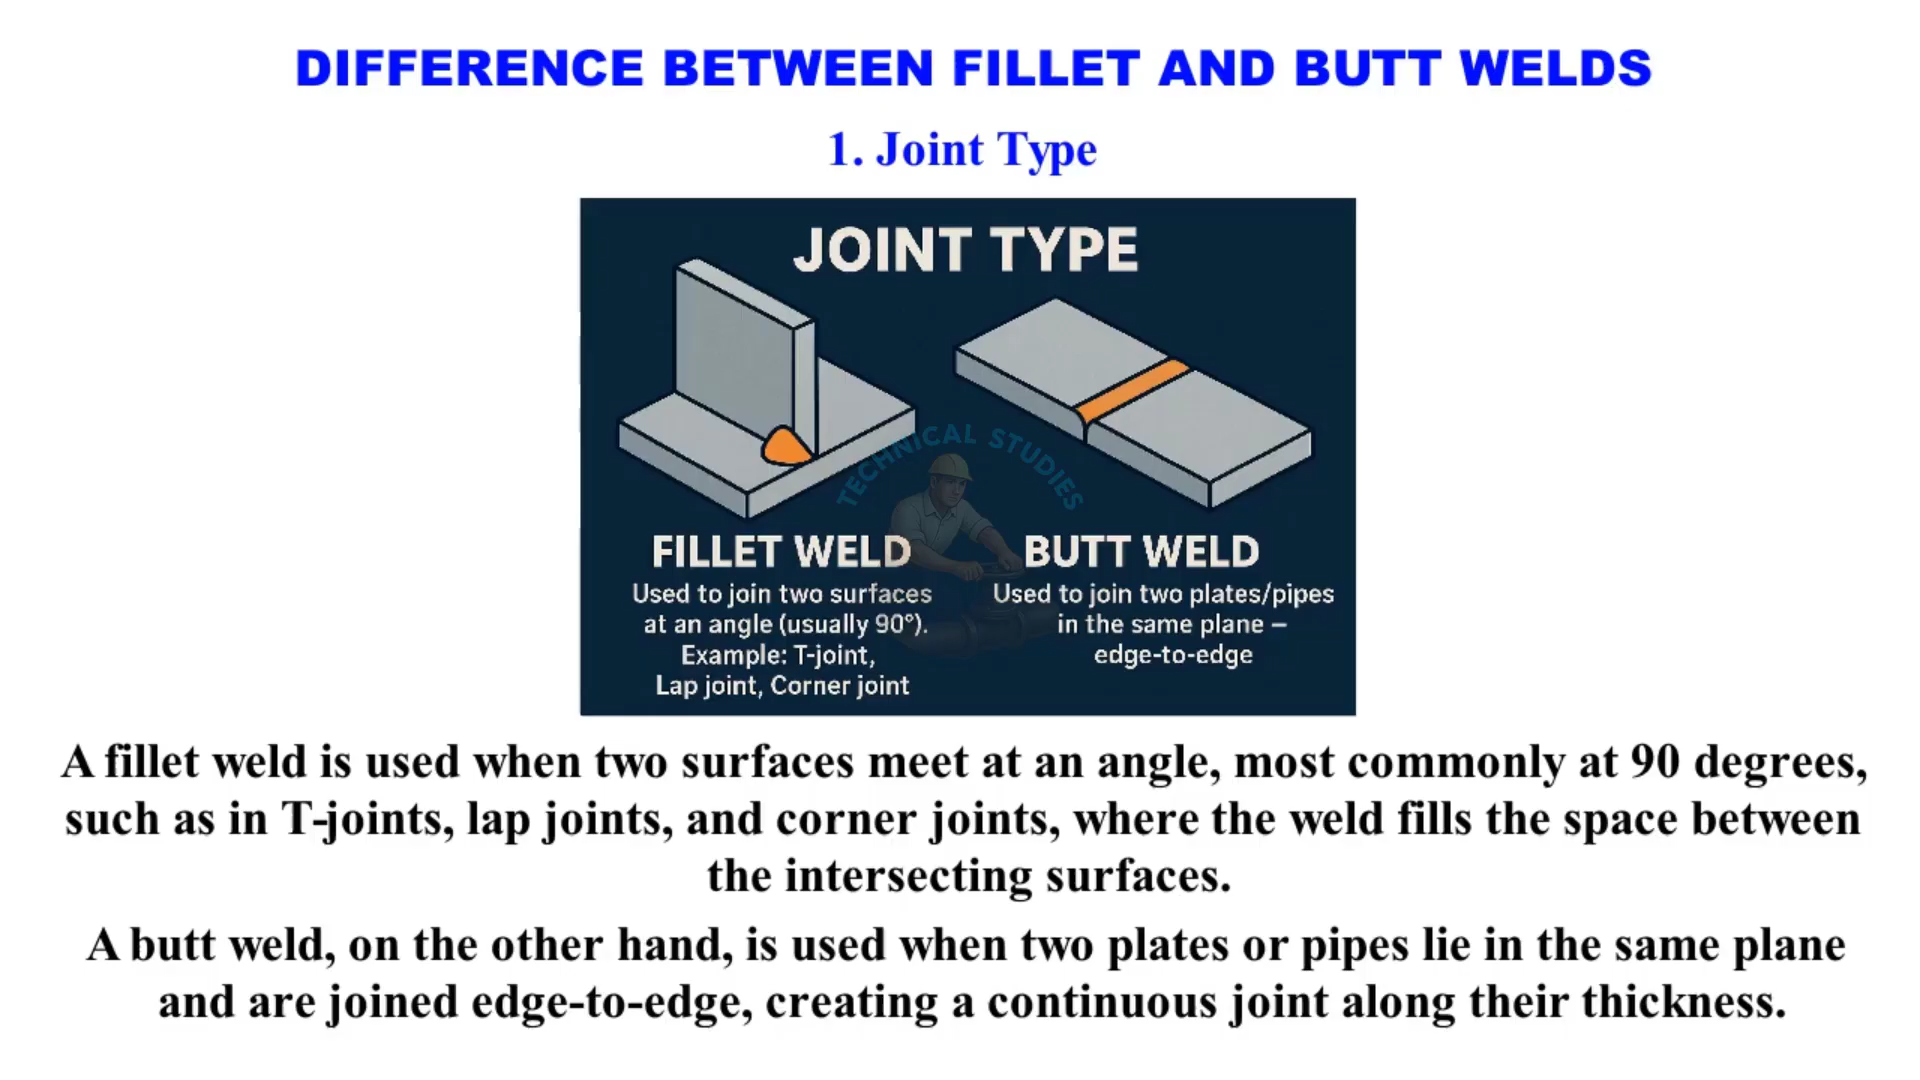 DIFFERENCE BETWEEN FILLET AND BUTT WELDS
1. Joint Type
JOINT TYPE
TECHNICAL STUDIES
FILLET WELD
Used to join two surfaces
at an angle (usually 90°).
Example: T-joint,
Lap joint, Corner joint
BUTT WELD
Used to join two plates/pipes
in the same plane –
edge-to-edge
A fillet weld is used when two surfaces meet at an angle, most commonly at 90 degrees,
such as in T-joints, lap joints, and corner joints, where the weld fills the space between
the intersecting surfaces.
A butt weld, on the other hand, is used when two plates or pipes lie in the same plane
and are joined edge-to-edge, creating a continuous joint along their thickness.